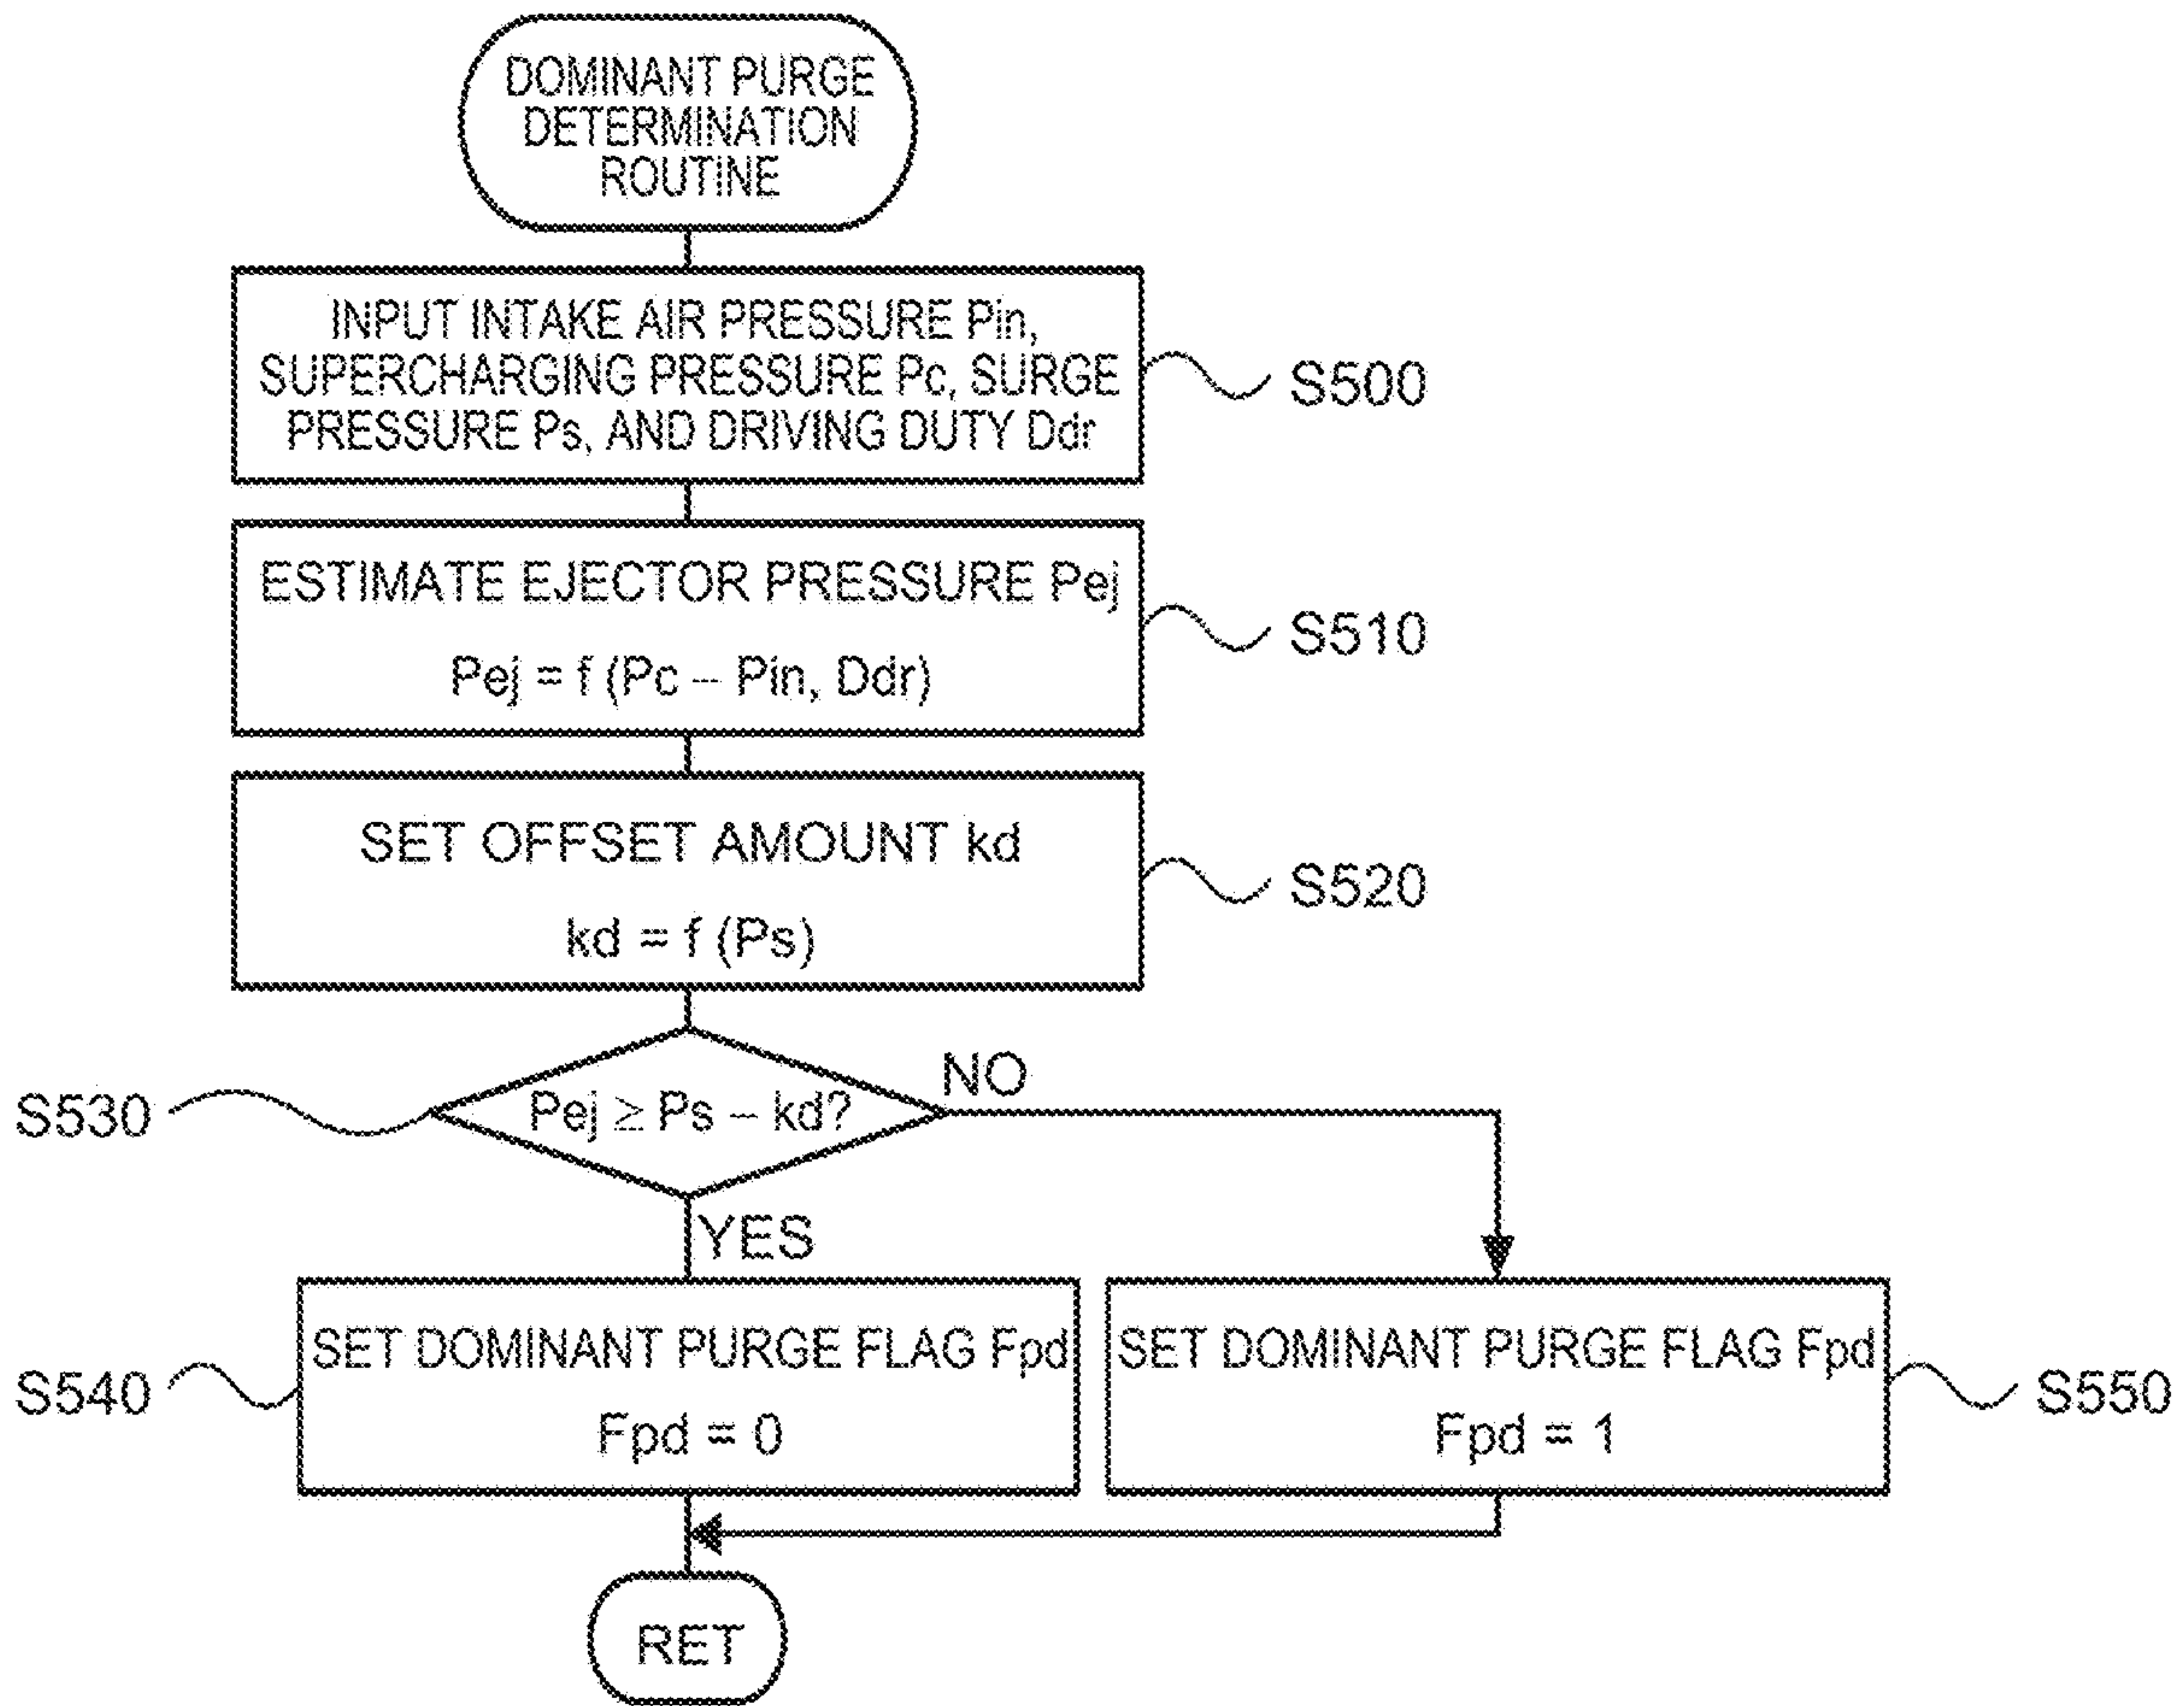 DOMINANT PURGE
DETERMINATION
ROUTINE
INPUT INTAKE AIR PRESSURE Pin,
SUPERCHARGING PRESSURE Pc, SURGE
PRESSURE Ps, AND DRIVING DUTY Ddr
S500
ESTIMATE EJECTOR PRESSURE Pej
Pej = f (Pc – Pin, Ddr)
S510
SET OFFSET AMOUNT kd
kd = f (Ps)
S520
S530
Pej ≥ Ps – kd?
NO
YES
S540
SET DOMINANT PURGE FLAG Fpd
Fpd = 0
SET DOMINANT PURGE FLAG Fpd
Fpd = 1
S550
RET